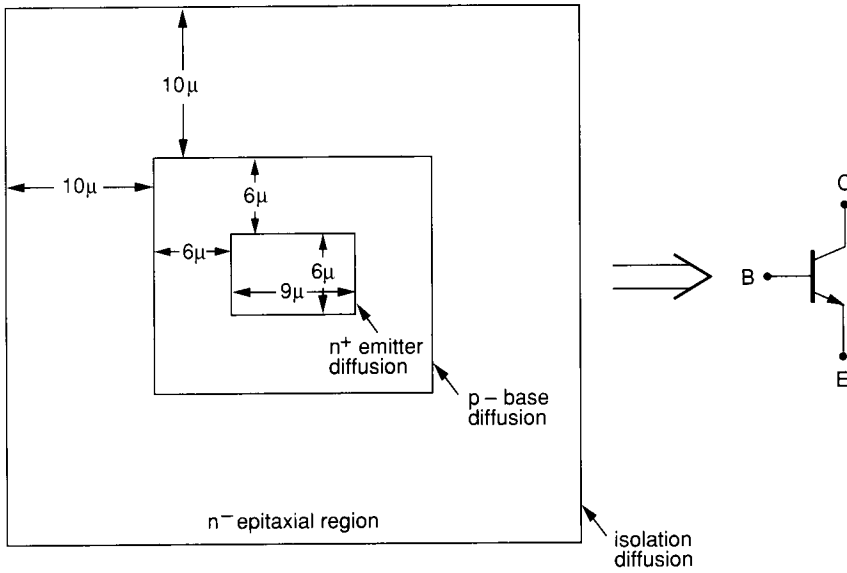 10μ
10μ
6μ
6μ
6μ
9μ
n⁺ emitter
diffusion
p – base
diffusion
n⁻ epitaxial region
isolation
diffusion
C
B
E